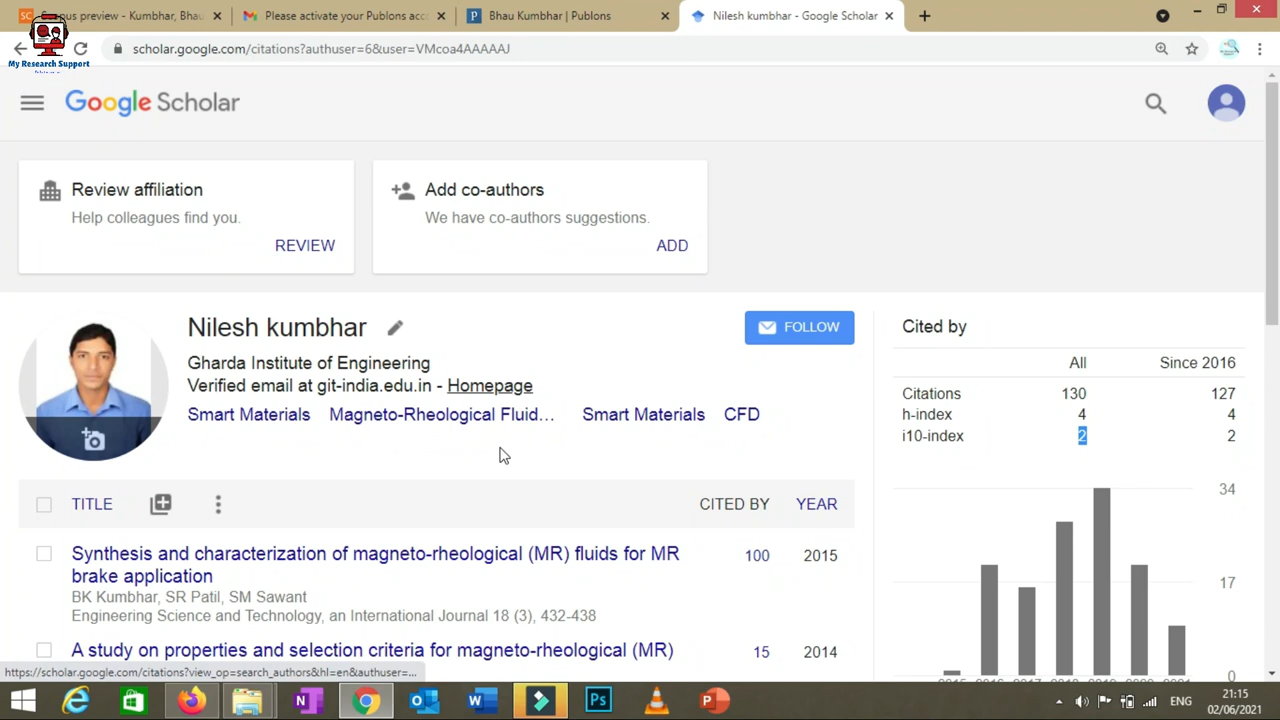 Scopus preview - Kumbhar, Bhau
Please activate your Publons acc
Bhau Kumbhar | Publons
Nilesh kumbhar - Google Scholar
scholar.google.com/citations?authuser=6&user=VMcoa4AAAAAJ
My Research Support
Google Scholar
Review affiliation
Help colleagues find you.
REVIEW
Add co-authors
We have co-authors suggestions.
ADD
Nilesh kumbhar
FOLLOW
Gharda Institute of Engineering
Verified email at git-india.edu.in - Homepage
Smart Materials Magneto-Rheological Fluid... Smart Materials CFD
Cited by
All Since 2016
Citations 130 127
h-index 4 4
i10-index 2 2
34
17
0
TITLE CITED BY YEAR
Synthesis and characterization of magneto-rheological (MR) fluids for MR
brake application
100 2015
BK Kumbhar, SR Patil, SM Sawant
Engineering Science and Technology, an International Journal 18 (3), 432-438
A study on properties and selection criteria for magneto-rheological (MR)
15 2014
https://scholar.google.com/citations?view_op=search_authors&hl=en&authuser=...
ENG
21:15
02/06/2021